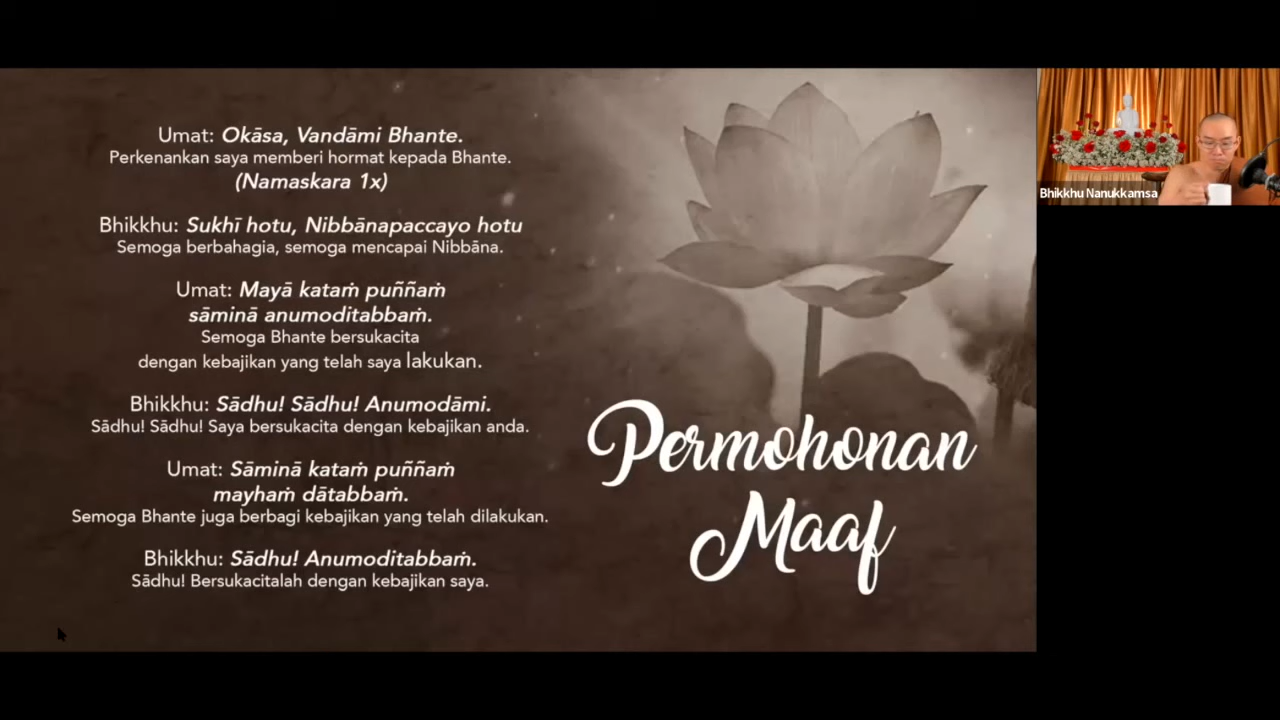 Umat: Okāsa, Vandāmi Bhante.
Perkenankan saya memberi hormat kepada Bhante.
(Namaskara 1x)
Bhikkhu: Sukhī hotu, Nibbānapaccayo hotu
Semoga berbahagia, semoga mencapai Nibbāna.
Umat: Mayā kataṁ puññaṁ
sāminā anumoditabbaṁ.
Semoga Bhante bersukacita
dengan kebajikan yang telah saya lakukan.
Bhikkhu: Sādhu! Sādhu! Anumodāmi.
Sādhu! Sādhu! Saya bersukacita dengan kebajikan anda.
Umat: Sāminā kataṁ puññaṁ
mayhaṁ dātabbaṁ.
Semoga Bhante juga berbagi kebajikan yang telah dilakukan.
Bhikkhu: Sādhu! Anumoditabbaṁ.
Sādhu! Bersukacitalah dengan kebajikan saya.
Permohonan
Maaf
Bhikkhu Nanukkamsa